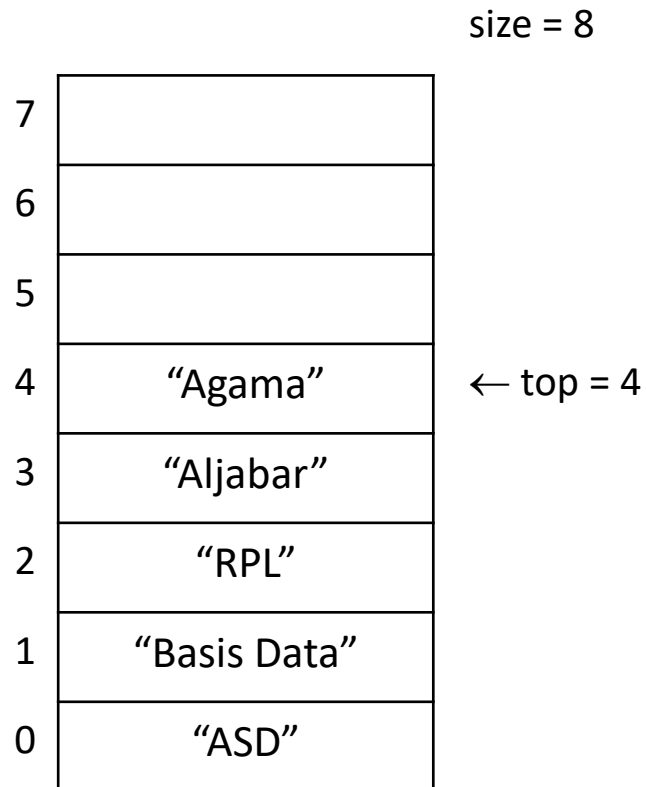 size = 8
7
6
5
4 “Agama” ← top = 4
3 “Aljabar”
2 “RPL”
1 “Basis Data”
0 “ASD”